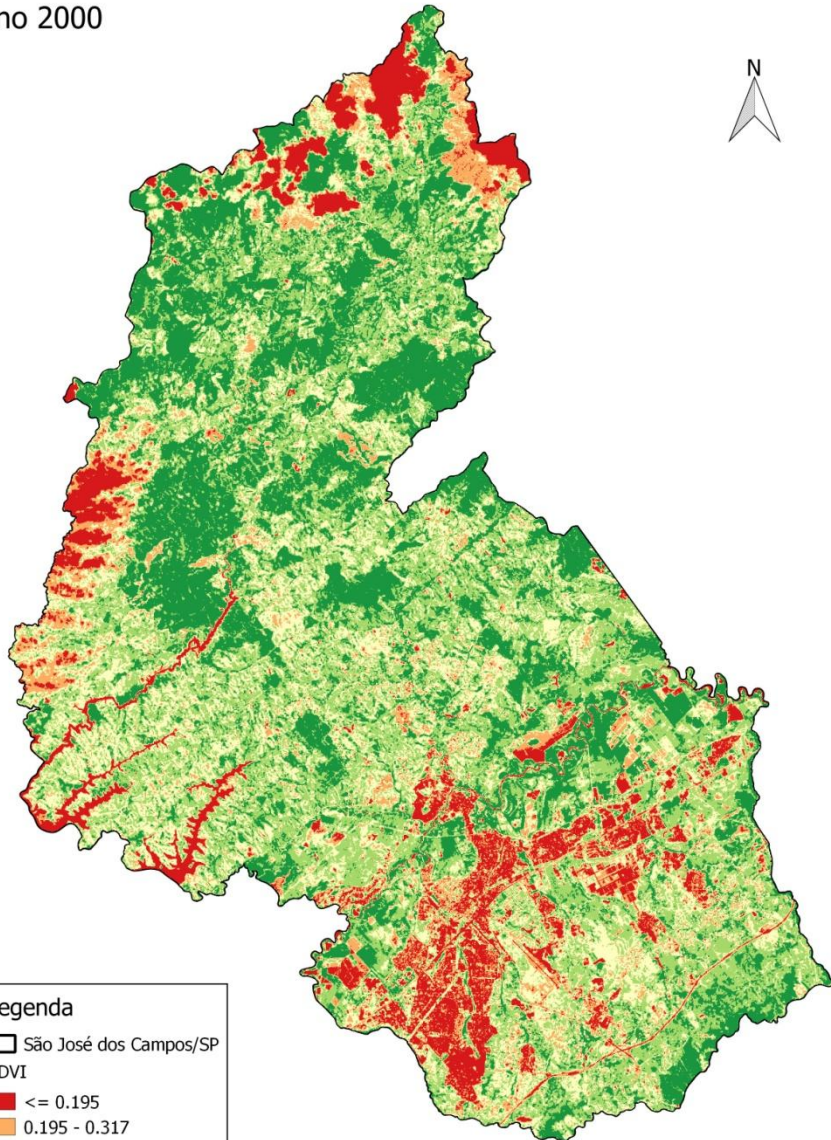 no 2000
N
egenda
São José dos Campos/SP
DVI
<= 0.195
0.195 - 0.317